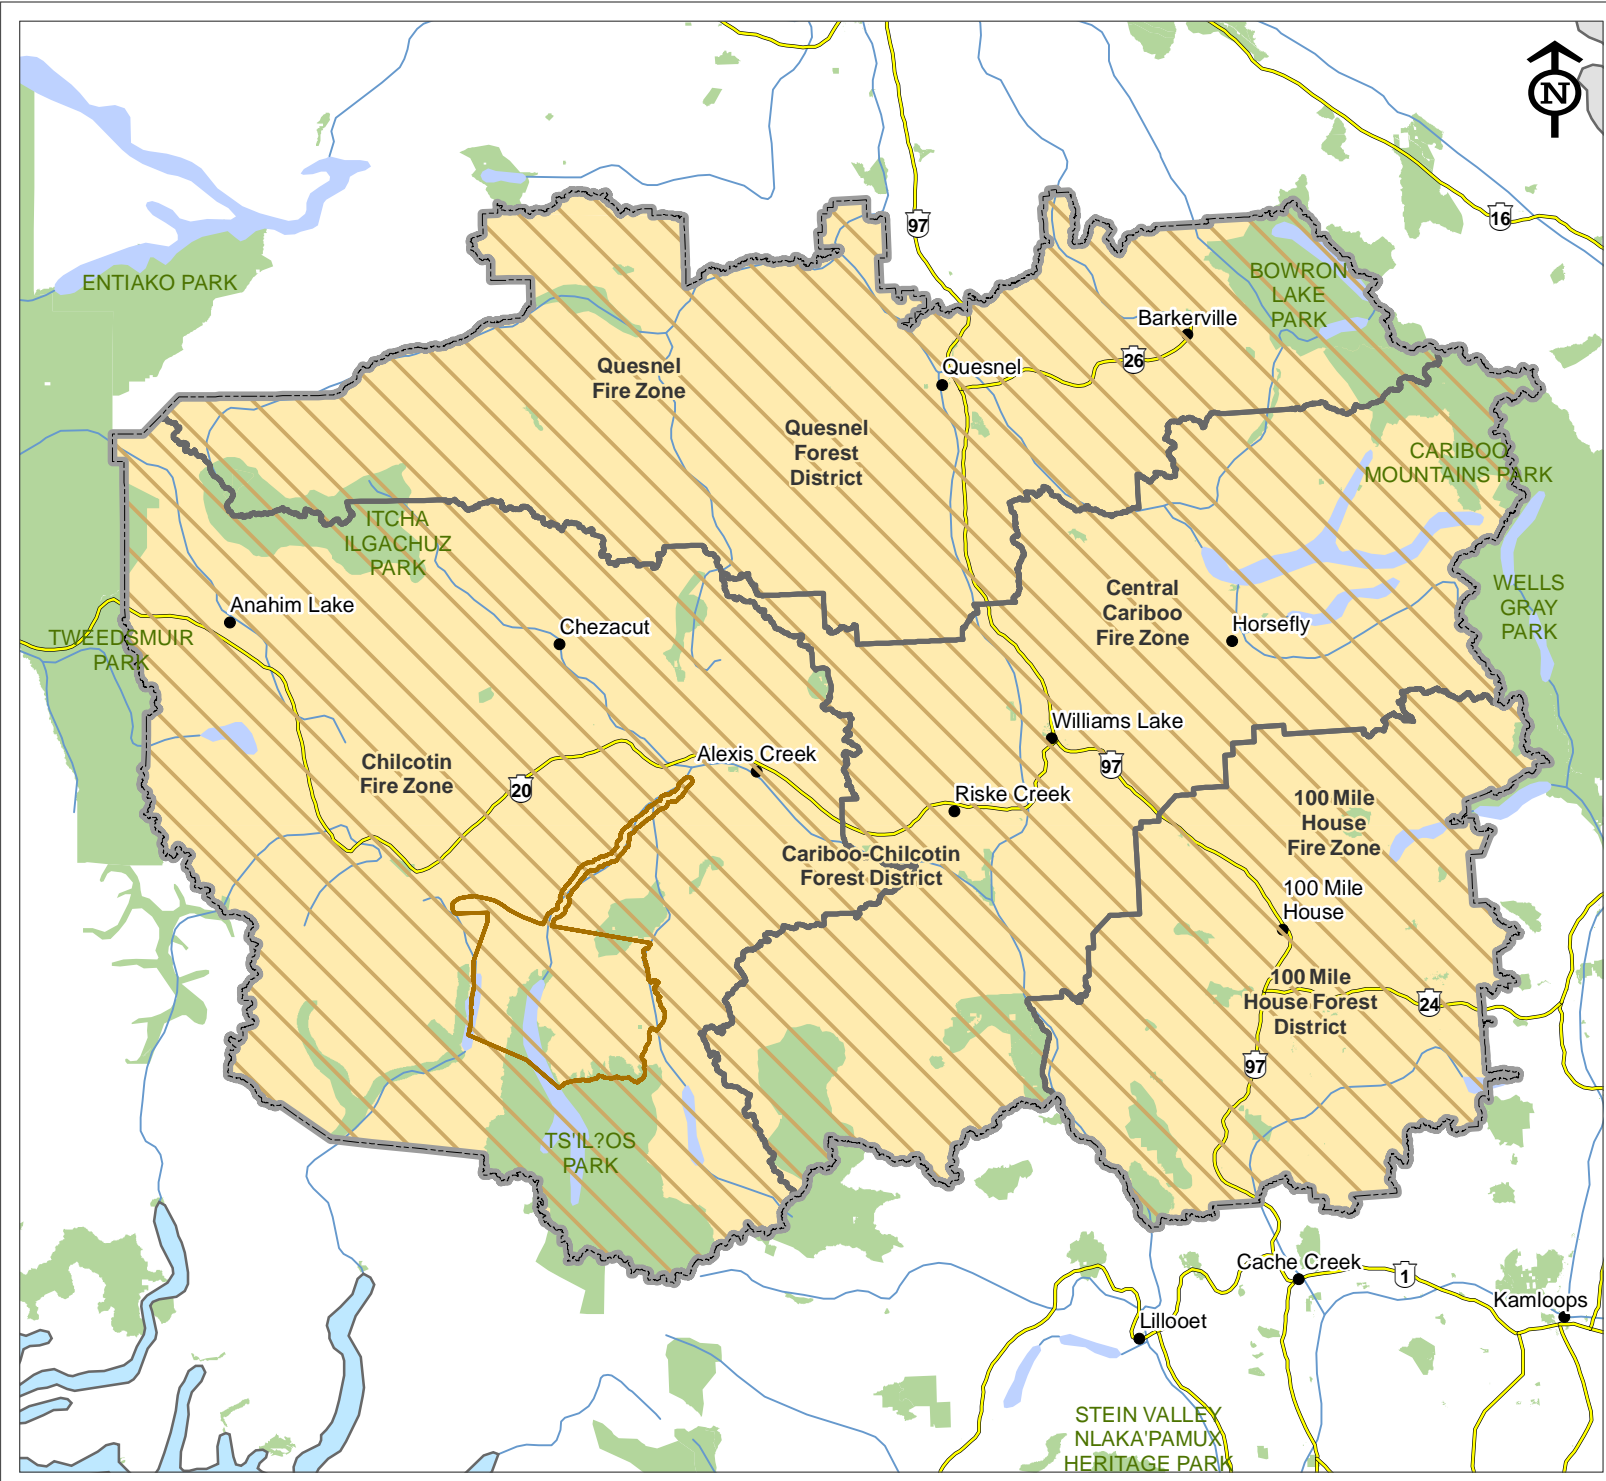 N
97
16
ENTIAKO PARK
BOWRON
LAKE
PARK
Barkerville
26
Quesnel
Fire Zone
Quesnel
Quesnel
Forest
District
CARIBOO
MOUNTAINS PARK
ITCHA
ILGACHUZ
PARK
Anahim Lake
Chezacut
TWEEDSMUIR
PARK
Central
Cariboo
Fire Zone
Horsefly
WELLS
GRAY
PARK
Williams Lake
97
Alexis Creek
Chilcotin
Fire Zone
20
Riske Creek
100 Mile
House
Fire Zone
Cariboo-Chilcotin
Forest District
100 Mile
House
100 Mile
House Forest
District
24
97
TS'IL?OS
PARK
Cache Creek
1
Kamloops
Lillooet
STEIN VALLEY
NLAKA'PAMUX
HERITAGE PARK